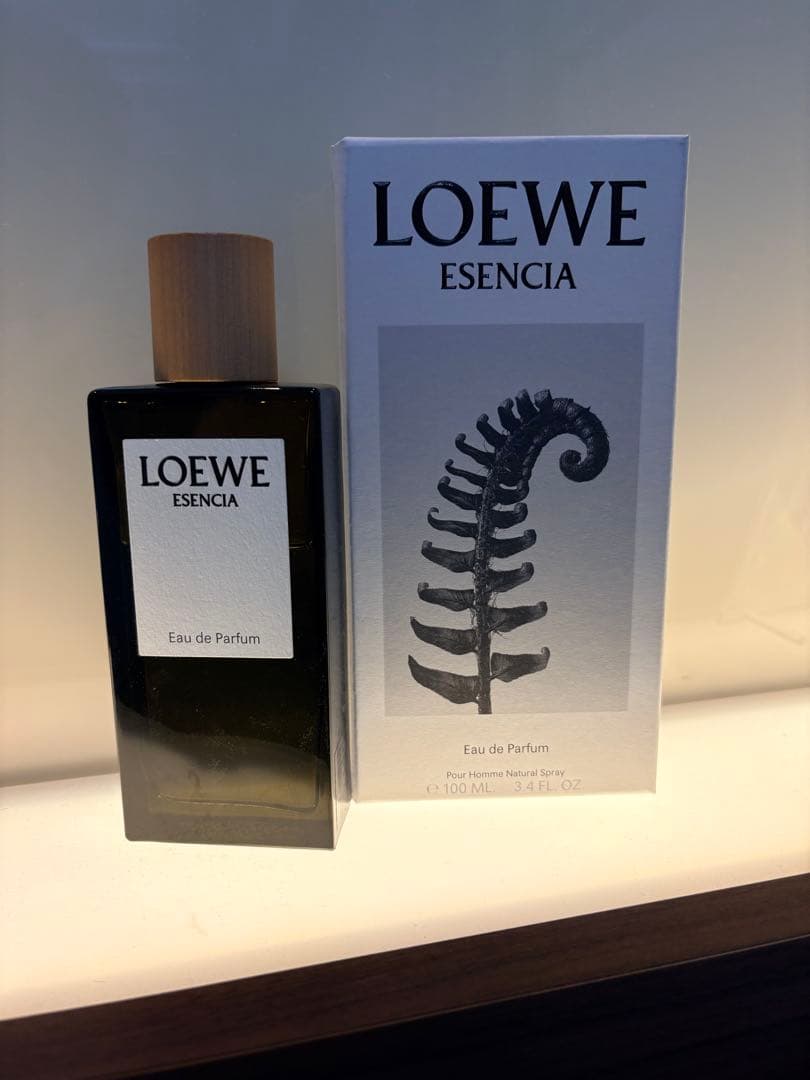 LOEWE
ESENCIA
Eau de Parfum
LOEWE
ESENCIA
Eau de Parfum
Pour Homme Natural Spray
℮ 100 ML 3.4 FL. OZ